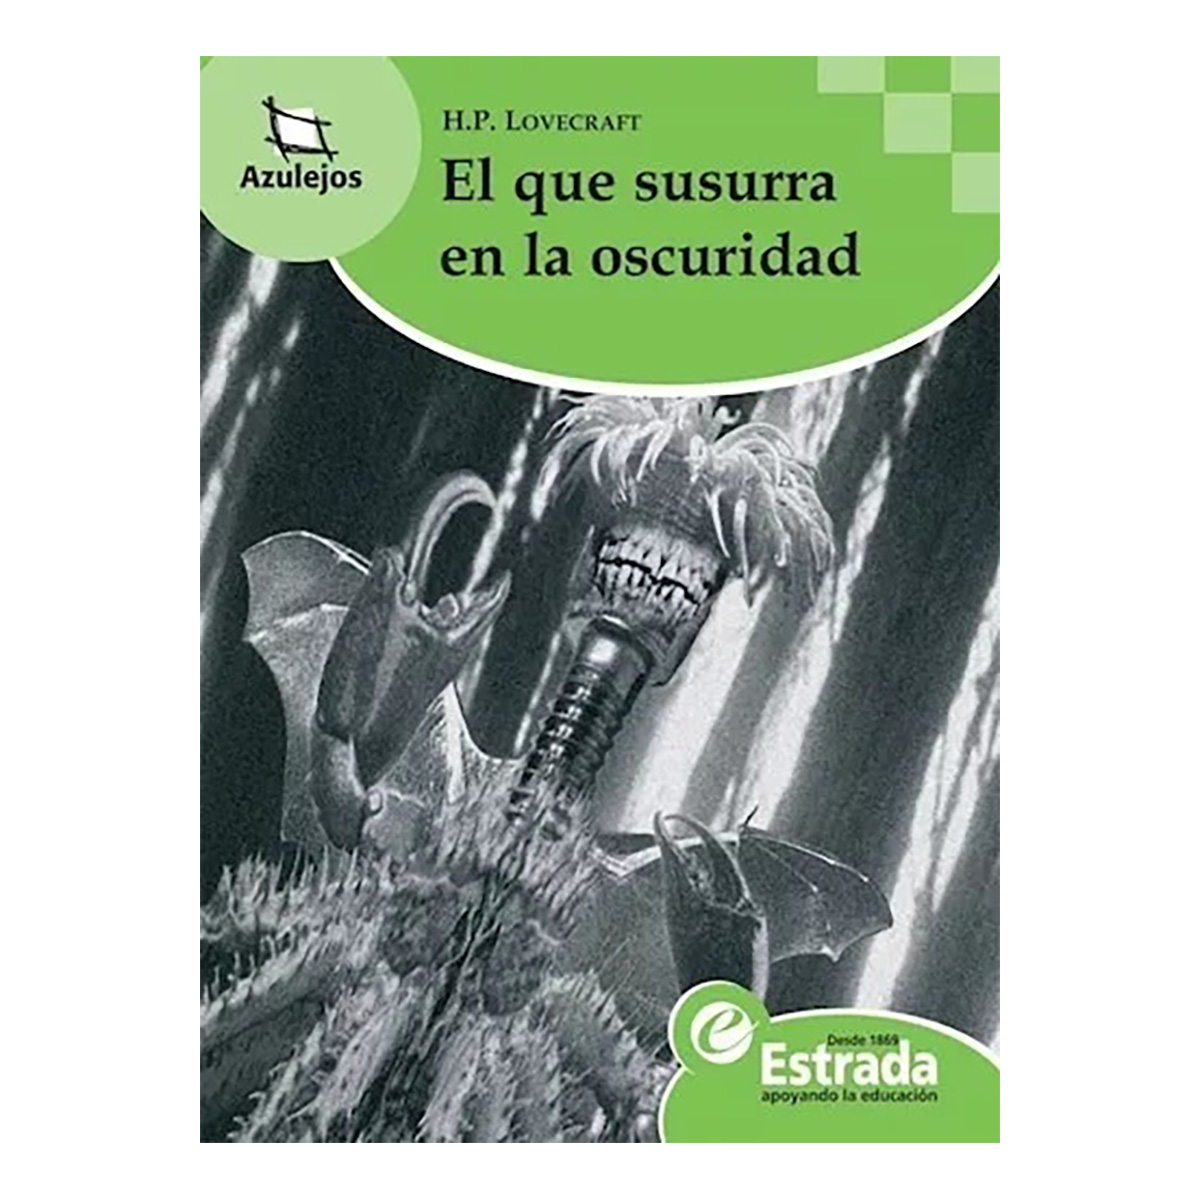 Azulejos
H.P. LOVECRAFT
El que susurra
en la oscuridad
e
Desde 1869
Estrada
apoyando la educación